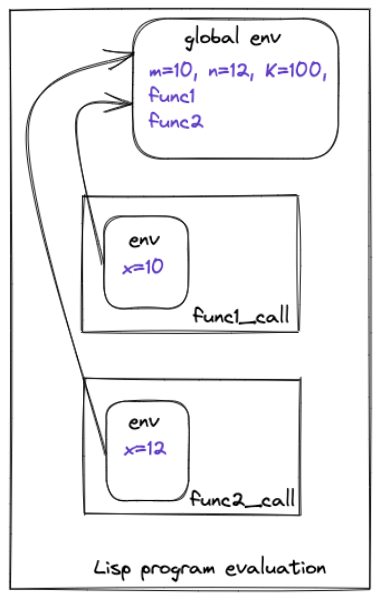 global env
m=10, n=12, K=100,
func1
func2
env
x=10
func1_call
env
x=12
func2_call
Lisp program evaluation